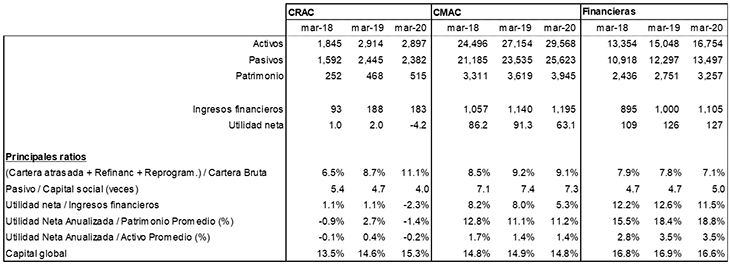 CRAC CMAC Financieras
mar-18 mar-19 mar-20 mar-18 mar-19 mar-20 mar-18 mar-19 mar-20
Activos 1,845 2,914 2,897 24,496 27,154 29,568 13,354 15,048 16,754
Pasivos 1,592 2,445 2,382 21,185 23,535 25,623 10,918 12,297 13,497
Patrimonio 252 468 515 3,311 3,619 3,945 2,436 2,751 3,257
Ingresos financieros 93 188 183 1,057 1,140 1,195 895 1,000 1,105
Utilidad neta 1.0 2.0 -4.2 86.2 91.3 63.1 109 126 127
Principales ratios
(Cartera atrasada + Refinanc + Reprogram.) / Cartera Bruta 6.5% 8.7% 11.1% 8.5% 9.2% 9.1% 7.9% 7.8% 7.1%
Pasivo / Capital social (veces) 5.4 4.7 4.0 7.1 7.4 7.3 4.7 4.7 5.0
Utilidad neta / Ingresos financieros 1.1% 1.1% -2.3% 8.2% 8.0% 5.3% 12.2% 12.6% 11.5%
Utilidad Neta Anualizada / Patrimonio Promedio (%) -0.9% 2.7% -1.4% 12.8% 11.1% 11.2% 15.5% 18.4% 18.8%
Utilidad Neta Anualizada / Activo Promedio (%) -0.1% 0.4% -0.2% 1.7% 1.4% 1.4% 2.8% 3.5% 3.5%
Capital global 13.5% 14.6% 15.3% 14.8% 14.9% 14.8% 16.8% 16.9% 16.6%